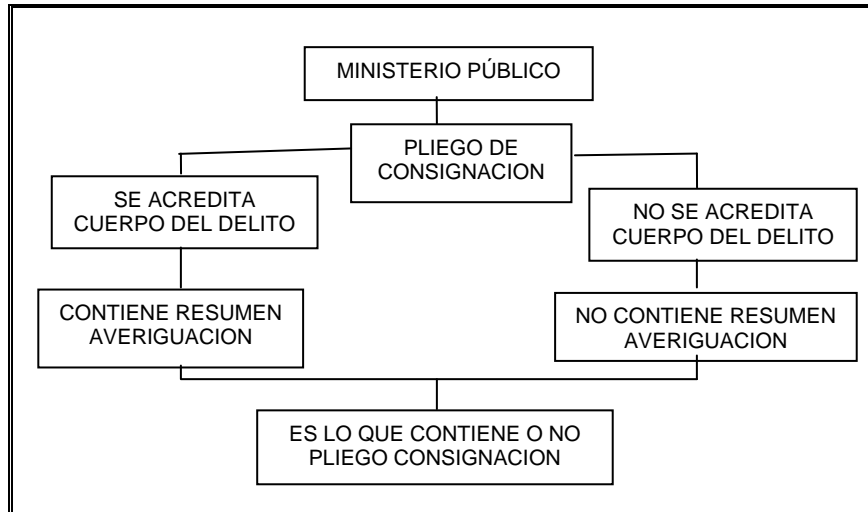 MINISTERIO PÚBLICO
PLIEGO DE
CONSIGNACION
SE ACREDITA
CUERPO DEL DELITO
NO SE ACREDITA
CUERPO DEL DELITO
CONTIENE RESUMEN
AVERIGUACION
NO CONTIENE RESUMEN
AVERIGUACION
ES LO QUE CONTIENE O NO
PLIEGO CONSIGNACION